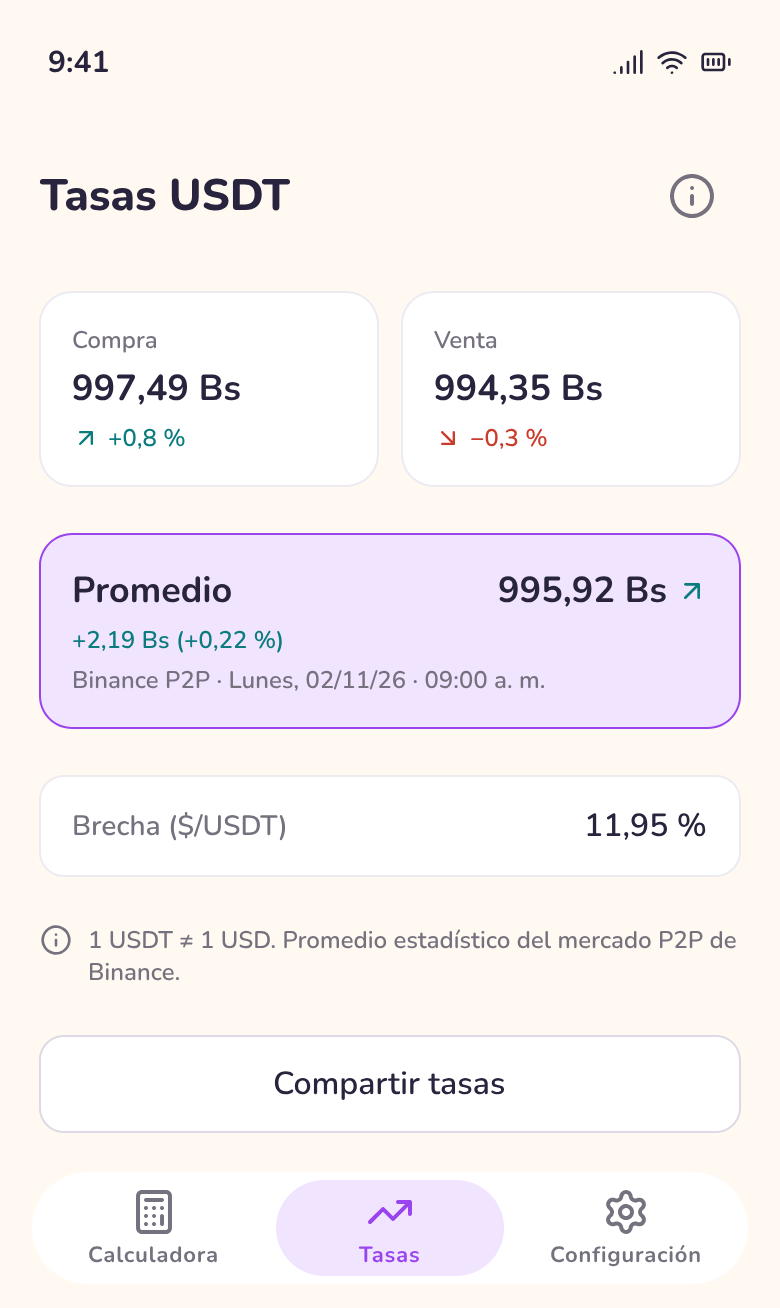 9:41
Tasas USDT
Compra
997,49 Bs
+0,8 %
Venta
994,35 Bs
−0,3 %
Promedio
995,92 Bs
+2,19 Bs (+0,22 %)
Binance P2P · Lunes, 02/11/26 · 09:00 a. m.
Brecha ($/USDT)
11,95 %
1 USDT ≠ 1 USD. Promedio estadístico del mercado P2P de
Binance.
Compartir tasas
Calculadora
Tasas
Configuración